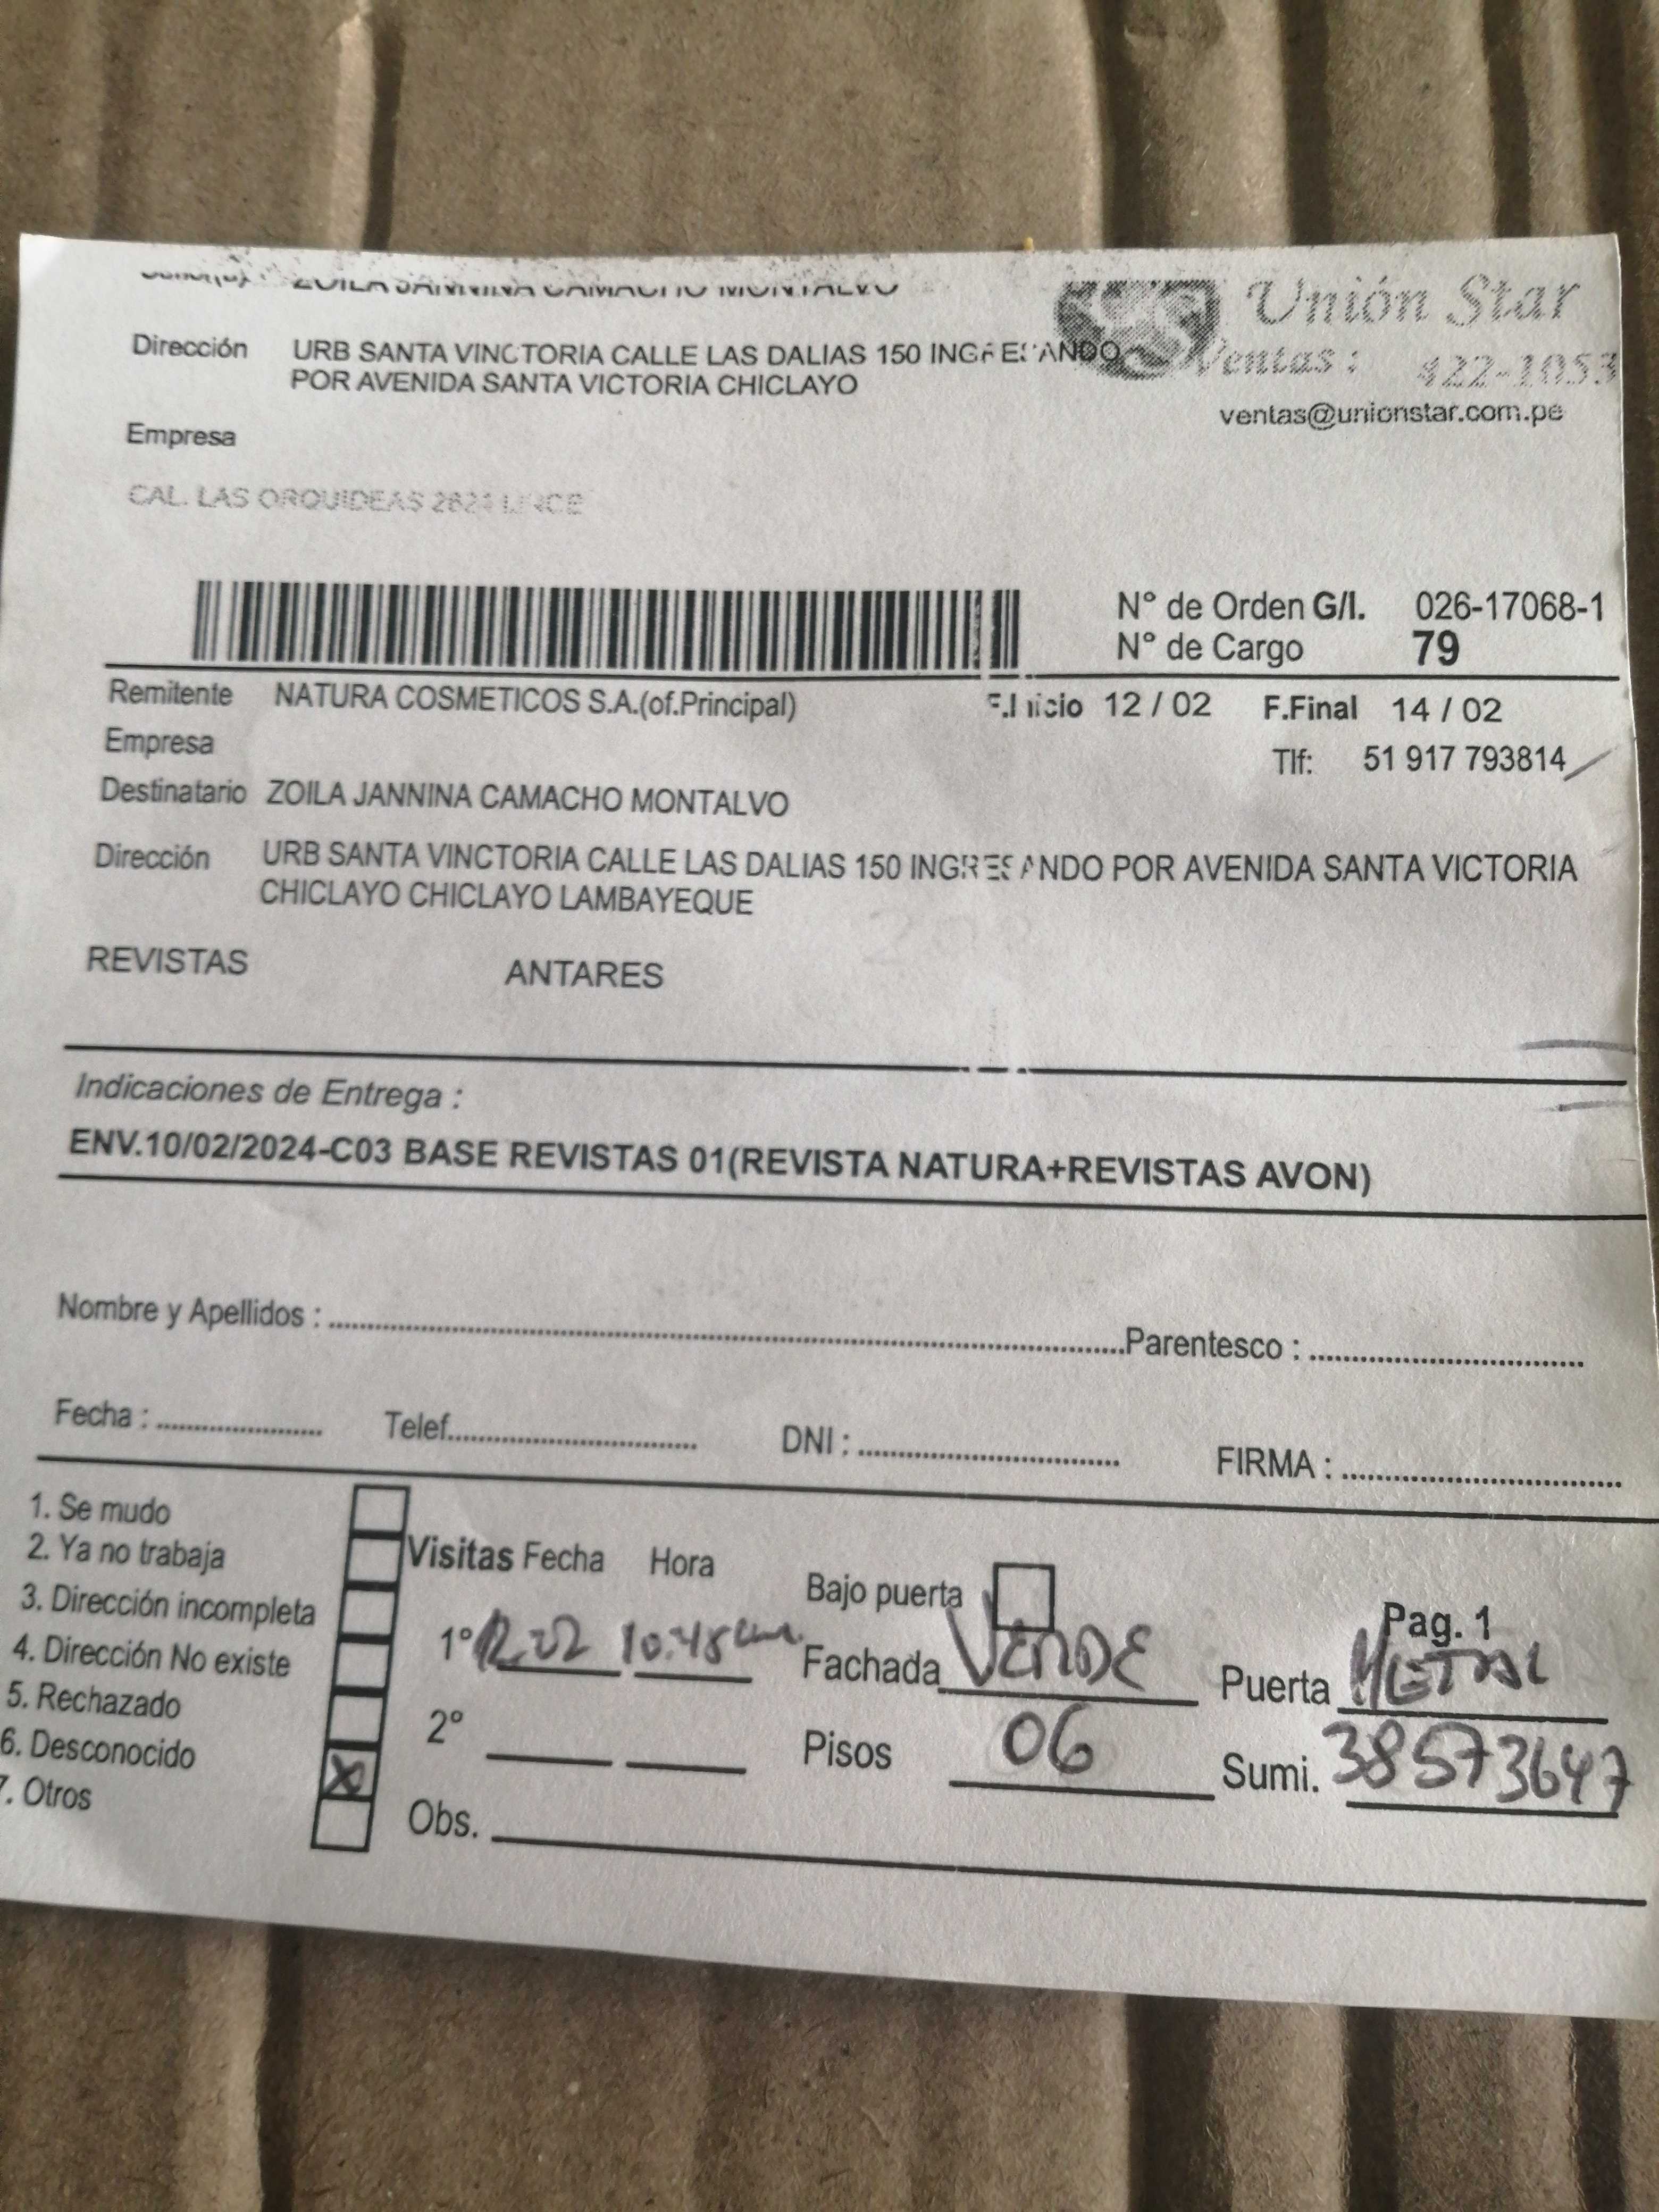 ZOILA JANNINA CAMACHO MONTALVO
Unión Star
Dirección URB SANTA VINCTORIA CALLE LAS DALIAS 150 INGRESANDO
Ventas: 422-1053
POR AVENIDA SANTA VICTORIA CHICLAYO
ventas@unionstar.com.pe
Empresa
CAL. LAS ORQUIDEAS LINCE
N° de Orden G/I. 026-17068-1
N° de Cargo 79
Remitente NATURA COSMETICOS S.A.(of.Principal) F.Inicio 12 / 02 F.Final 14 / 02
Empresa Tlf: 51 917 793814
Destinatario ZOILA JANNINA CAMACHO MONTALVO
Dirección URB SANTA VINCTORIA CALLE LAS DALIAS 150 INGRESANDO POR AVENIDA SANTA VICTORIA
CHICLAYO CHICLAYO LAMBAYEQUE
REVISTAS ANTARES
Indicaciones de Entrega :
ENV.10/02/2024-C03 BASE REVISTAS 01(REVISTA NATURA+REVISTAS AVON)
Nombre y Apellidos : Parentesco :
Fecha : Telef. DNI : FIRMA :
1. Se mudo
2. Ya no trabaja
3. Dirección incompleta
4. Dirección No existe
5. Rechazado
6. Desconocido X
7. Otros
Visitas Fecha Hora
1° 10:45
2°
Obs.
Bajo puerta
Fachada VERDE
Pisos 06
Pag. 1
Puerta METAL
Sumi. 38573647